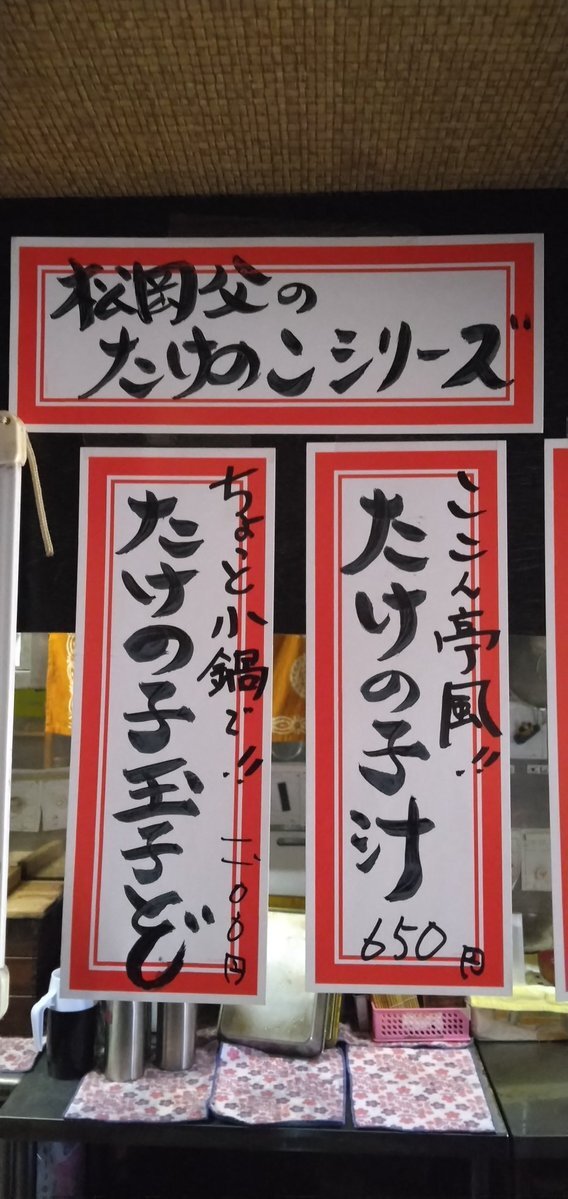 松岡父の
たけのこシリーズ
ここん亭風!!
たけの子汁
650円
ちょっと小鍋で!!
たけの子玉子とじ